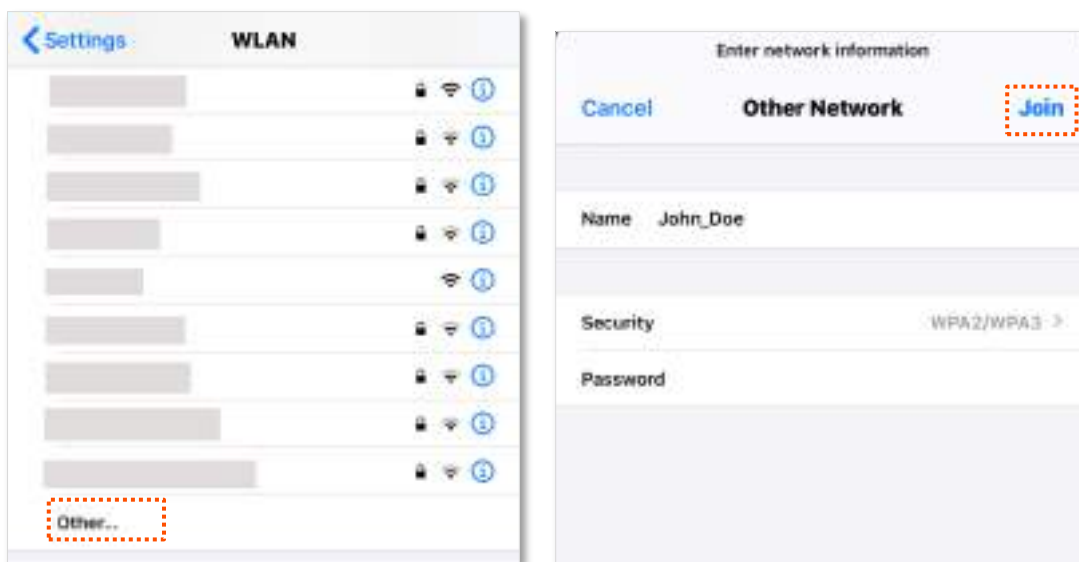 Settings WLAN
Other...
Enter network information
Cancel Other Network Join
Name John_Doe
Security WPA2/WPA3 >
Password